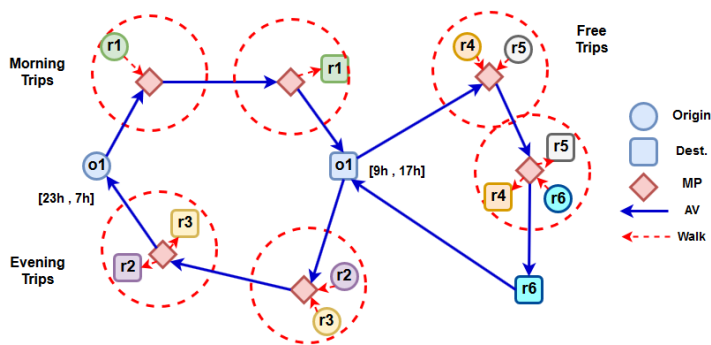 Morning
Trips
r1
r1
r4
r5
Free
Trips
Origin
Dest.
MP
AV
Walk
o1
[23h , 7h]
o1
[9h , 17h]
r5
r4
r6
r3
r2
Evening
Trips
r2
r3
r6